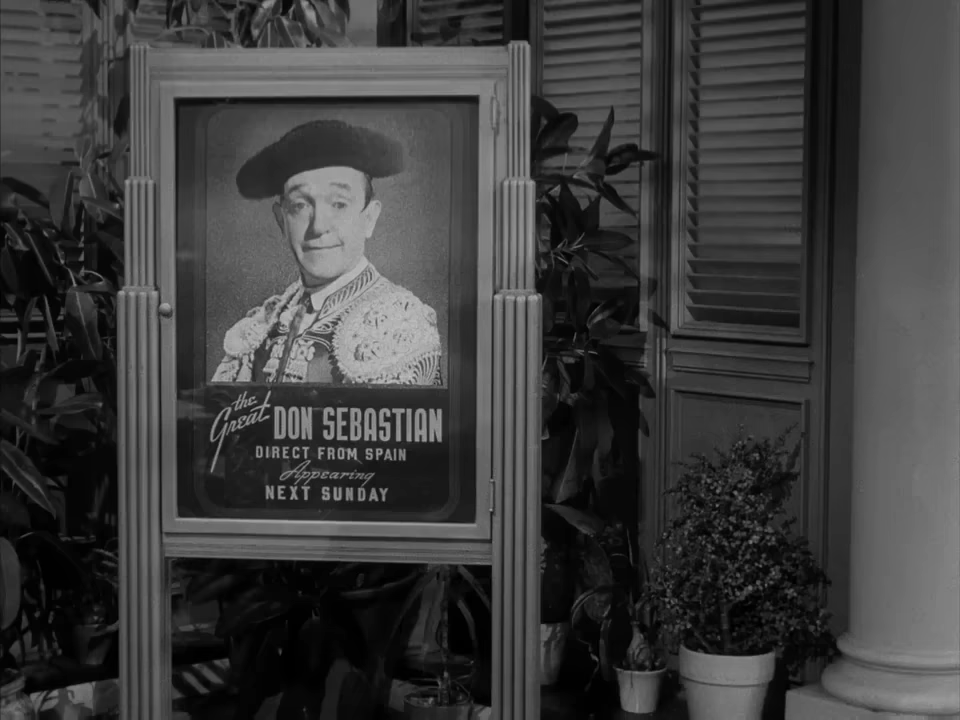 the
Great DON SEBASTIAN
DIRECT FROM SPAIN
Appearing
NEXT SUNDAY